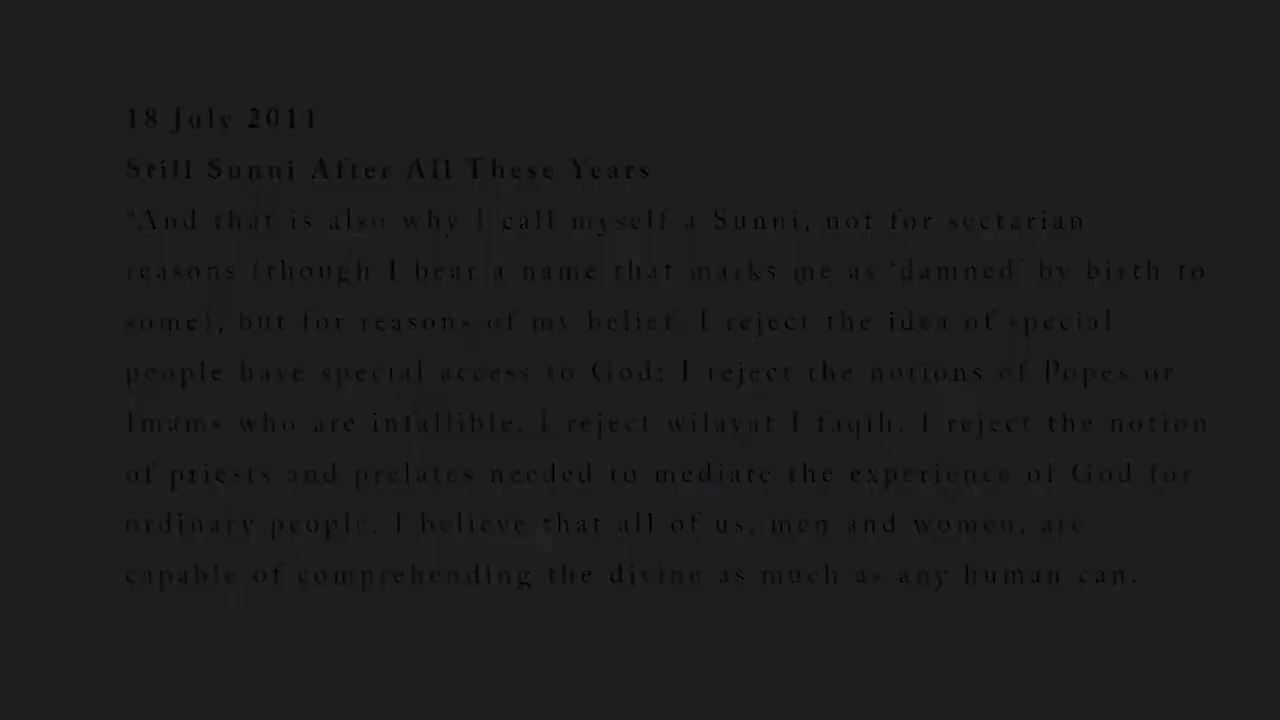 18 July 2011
Still Sunni After All These Years
"And that is also why I call myself a Sunni, not for sectarian
reasons (though I bear a name that marks me as 'damned' by birth to
some), but for reasons of my belief. I reject the idea of special
people have special access to God; I reject the notions of Popes or
Imams who are infallible. I reject wilayat I faqih. I reject the notion
of priests and prelates needed to mediate the experience of God for
ordinary people. I believe that all of us, men and women, are
capable of comprehending the divine as much as any human can.